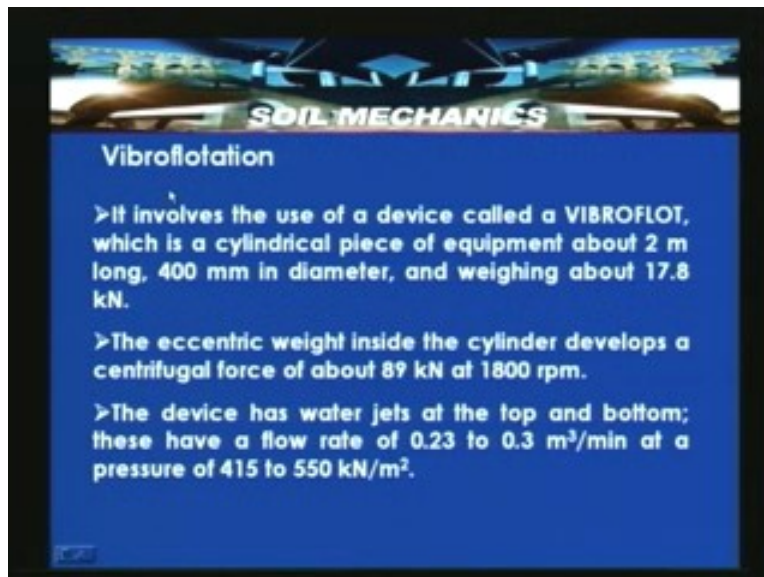 SOIL MECHANICS
Vibroflotation
➢It involves the use of a device called a VIBROFLOT,
which is a cylindrical piece of equipment about 2 m
long, 400 mm in diameter, and weighing about 17.8
kN.
➢The eccentric weight inside the cylinder develops a
centrifugal force of about 89 kN at 1800 rpm.
➢The device has water jets at the top and bottom;
these have a flow rate of 0.23 to 0.3 m³/min at a
pressure of 415 to 550 kN/m².